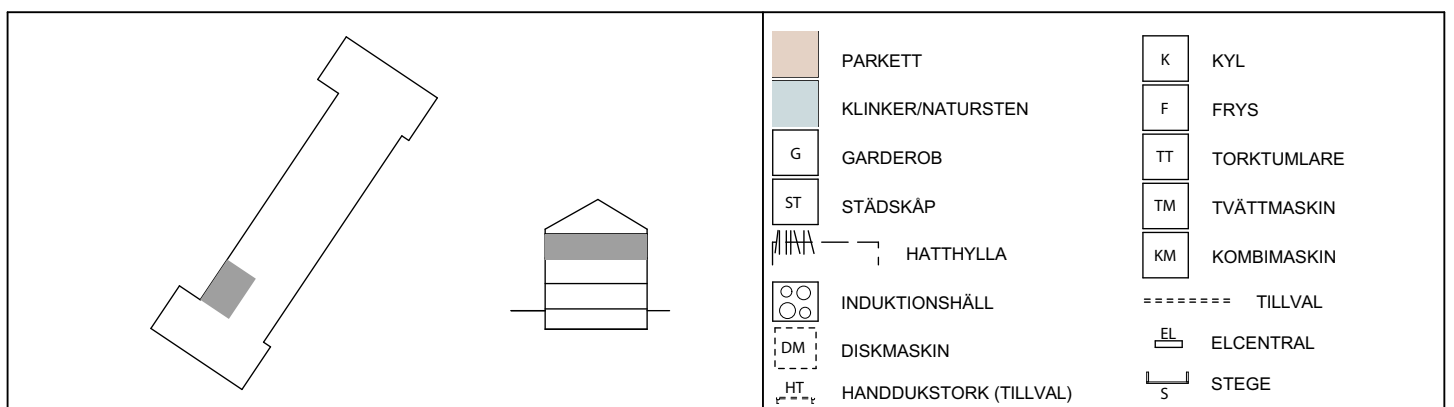 PARKETT
KLINKER/NATURSTEN
G GARDEROB
ST STÄDSKÅP
HATTHYLLA
INDUKTIONSHÄLL
DM DISKMASKIN
HT HANDDUKSTORK (TILLVAL)
K KYL
F FRYS
TT TORKTUMLARE
TM TVÄTTMASKIN
KM KOMBIMASKIN
TILLVAL
EL ELCENTRAL
S STEGE